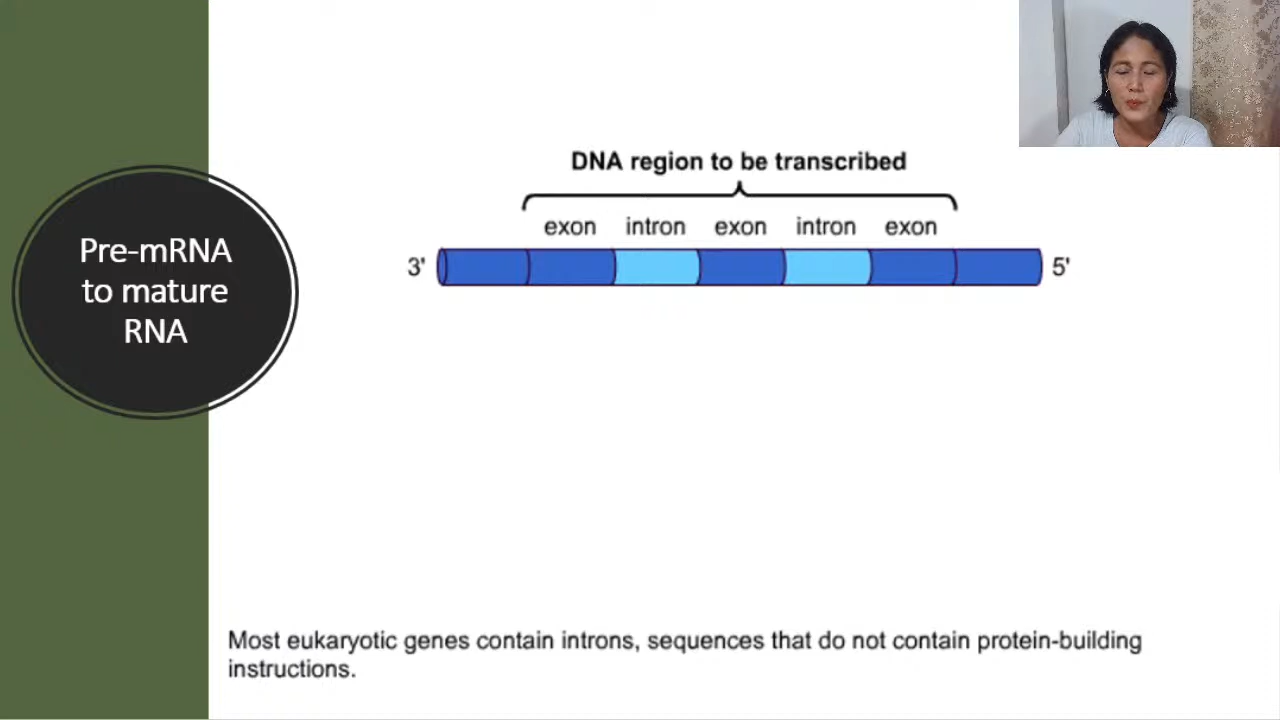 Pre-mRNA
to mature
RNA
DNA region to be transcribed
exon intron exon intron exon
3' 5'
Most eukaryotic genes contain introns, sequences that do not contain protein-building
instructions.